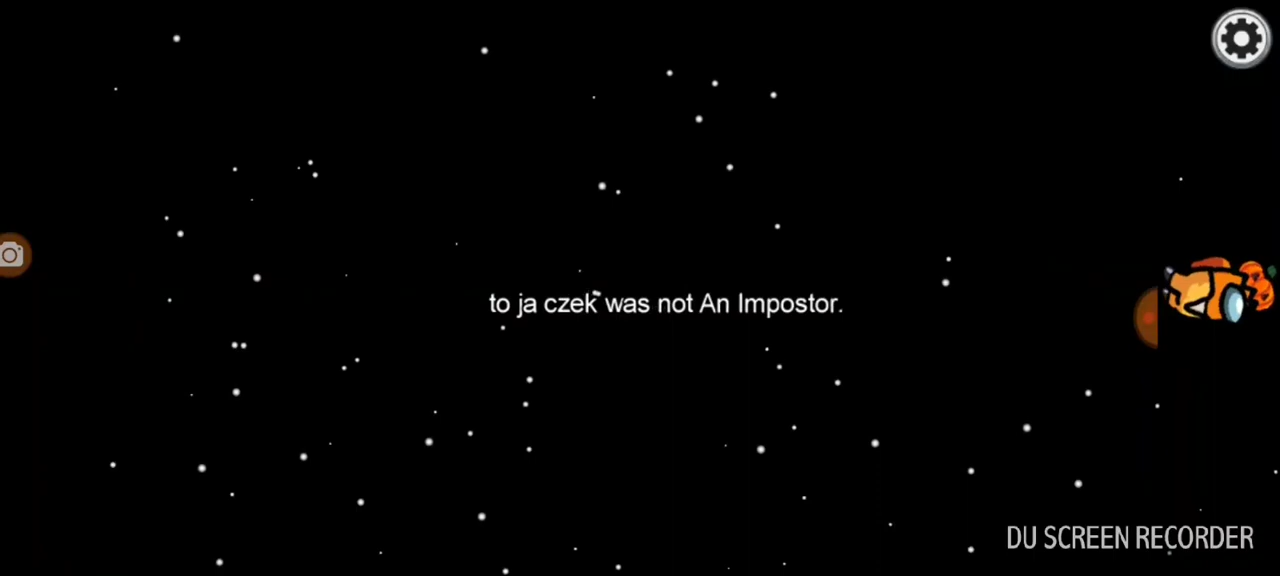 to ja czek was not An Impostor.
DU SCREEN RECORDER